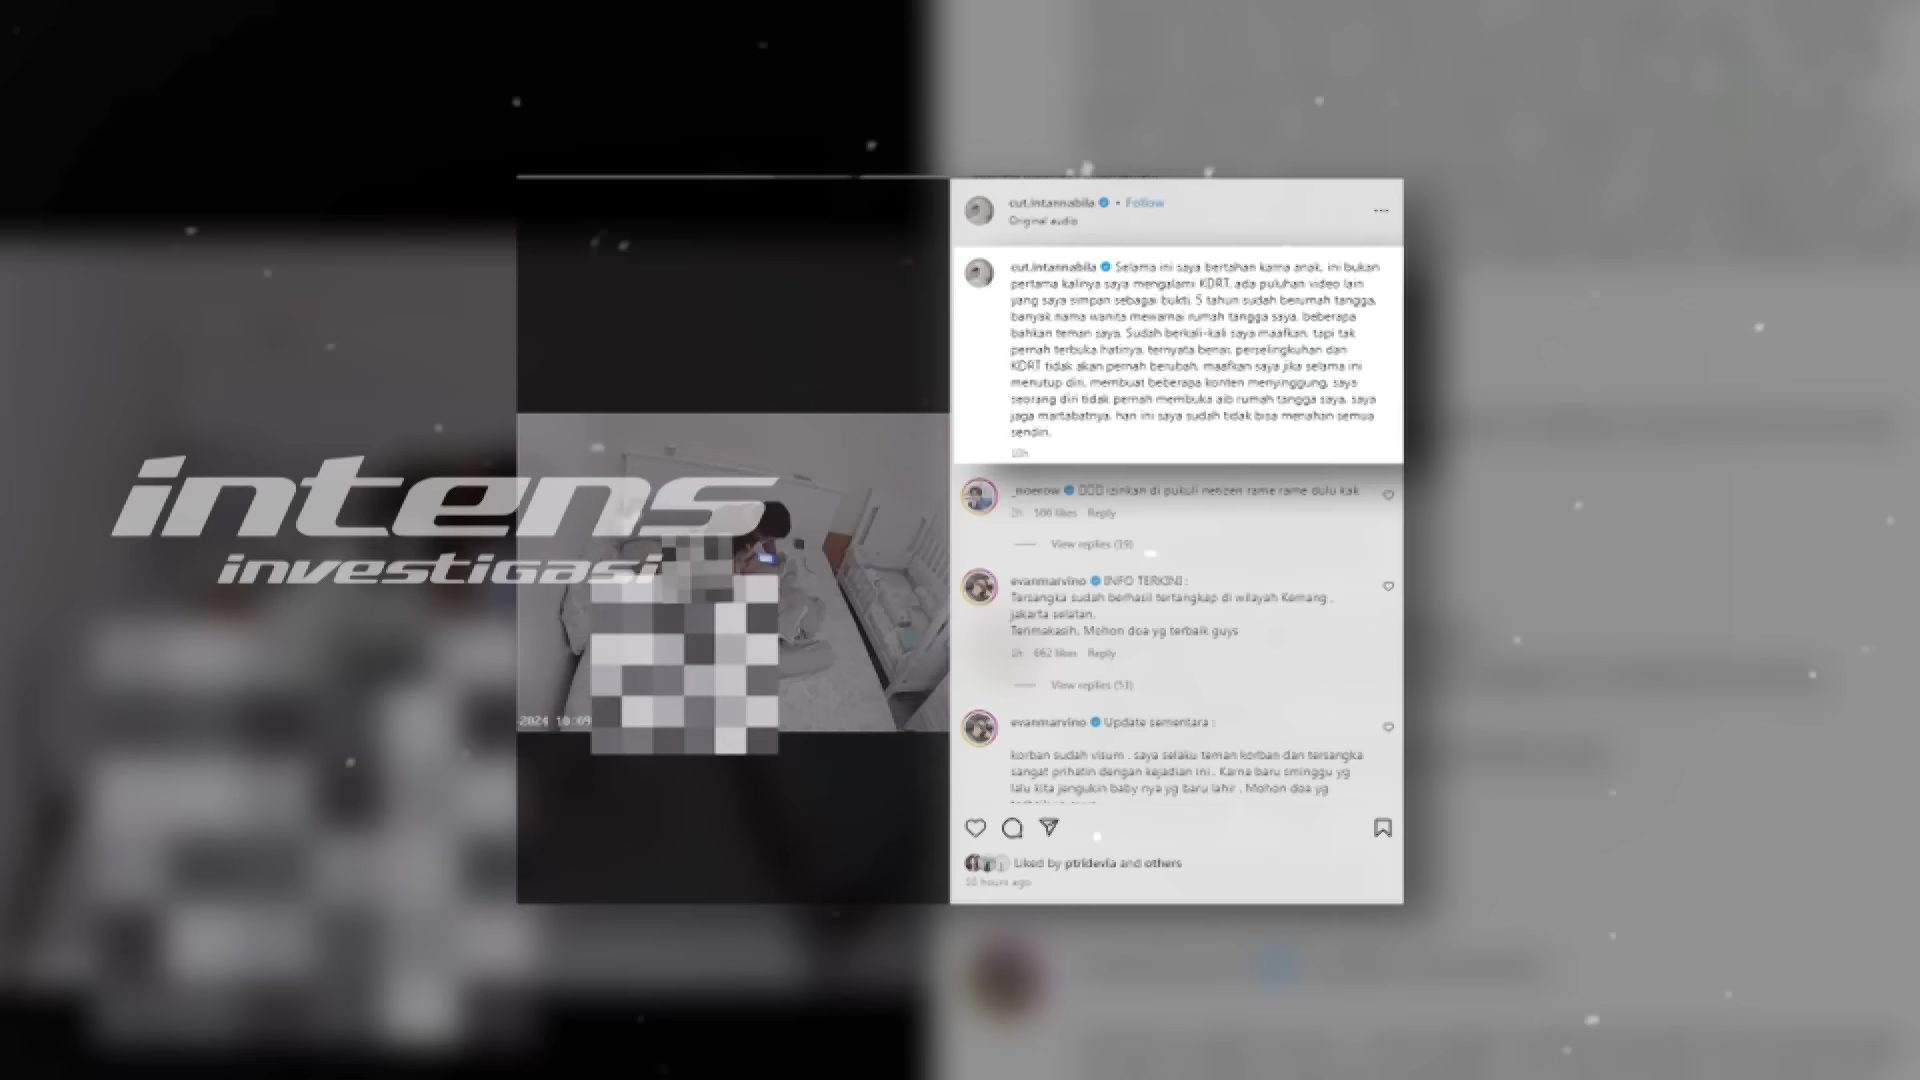 intens
investigasi
2024 10:09
cut.intannabila • Follow
Original audio
cut.intannabila Selama ini saya bertahan karna anak, ini bukan
pertama kalinya saya mengalami KDRT, ada puluhan video lain
yang saya simpan sebagai bukti. 5 tahun sudah berumah tangga,
banyak nama wanita mewarnai rumah tangga saya, beberapa
bahkan teman saya. Sudah berkali-kali saya maafkan, tapi tak
pernah terbuka hatinya, ternyata benar, perselingkuhan dan
KDRT tidak akan pernah berubah, maafkan saya jika selama ini
menutup diri, membuat beberapa konten menyinggung, saya
seorang diri tidak pernah membuka aib rumah tangga saya, saya
jaga martabatnya, hari ini saya sudah tidak bisa menahan semua
sendiri.
10h
_noerow izinkan di pukuli netizen rame rame dulu kak
2h 506 likes Reply
View replies (19)
evanmarvino INFO TERKINI :
Tersangka sudah berhasil tertangkap di wilayah Kemang ,
jakarta selatan.
Terimakasih. Mohon doa yg terbaik guys
1h 662 likes Reply
View replies (53)
evanmarvino Update sementara :
korban sudah visum . saya selaku teman korban dan tersangka
sangat prihatin dengan kejadian ini . Karna baru sminggu yg
lalu kita jengukin baby nya yg baru lahir . Mohon doa yg
Liked by ptridevia and others
10 hours ago